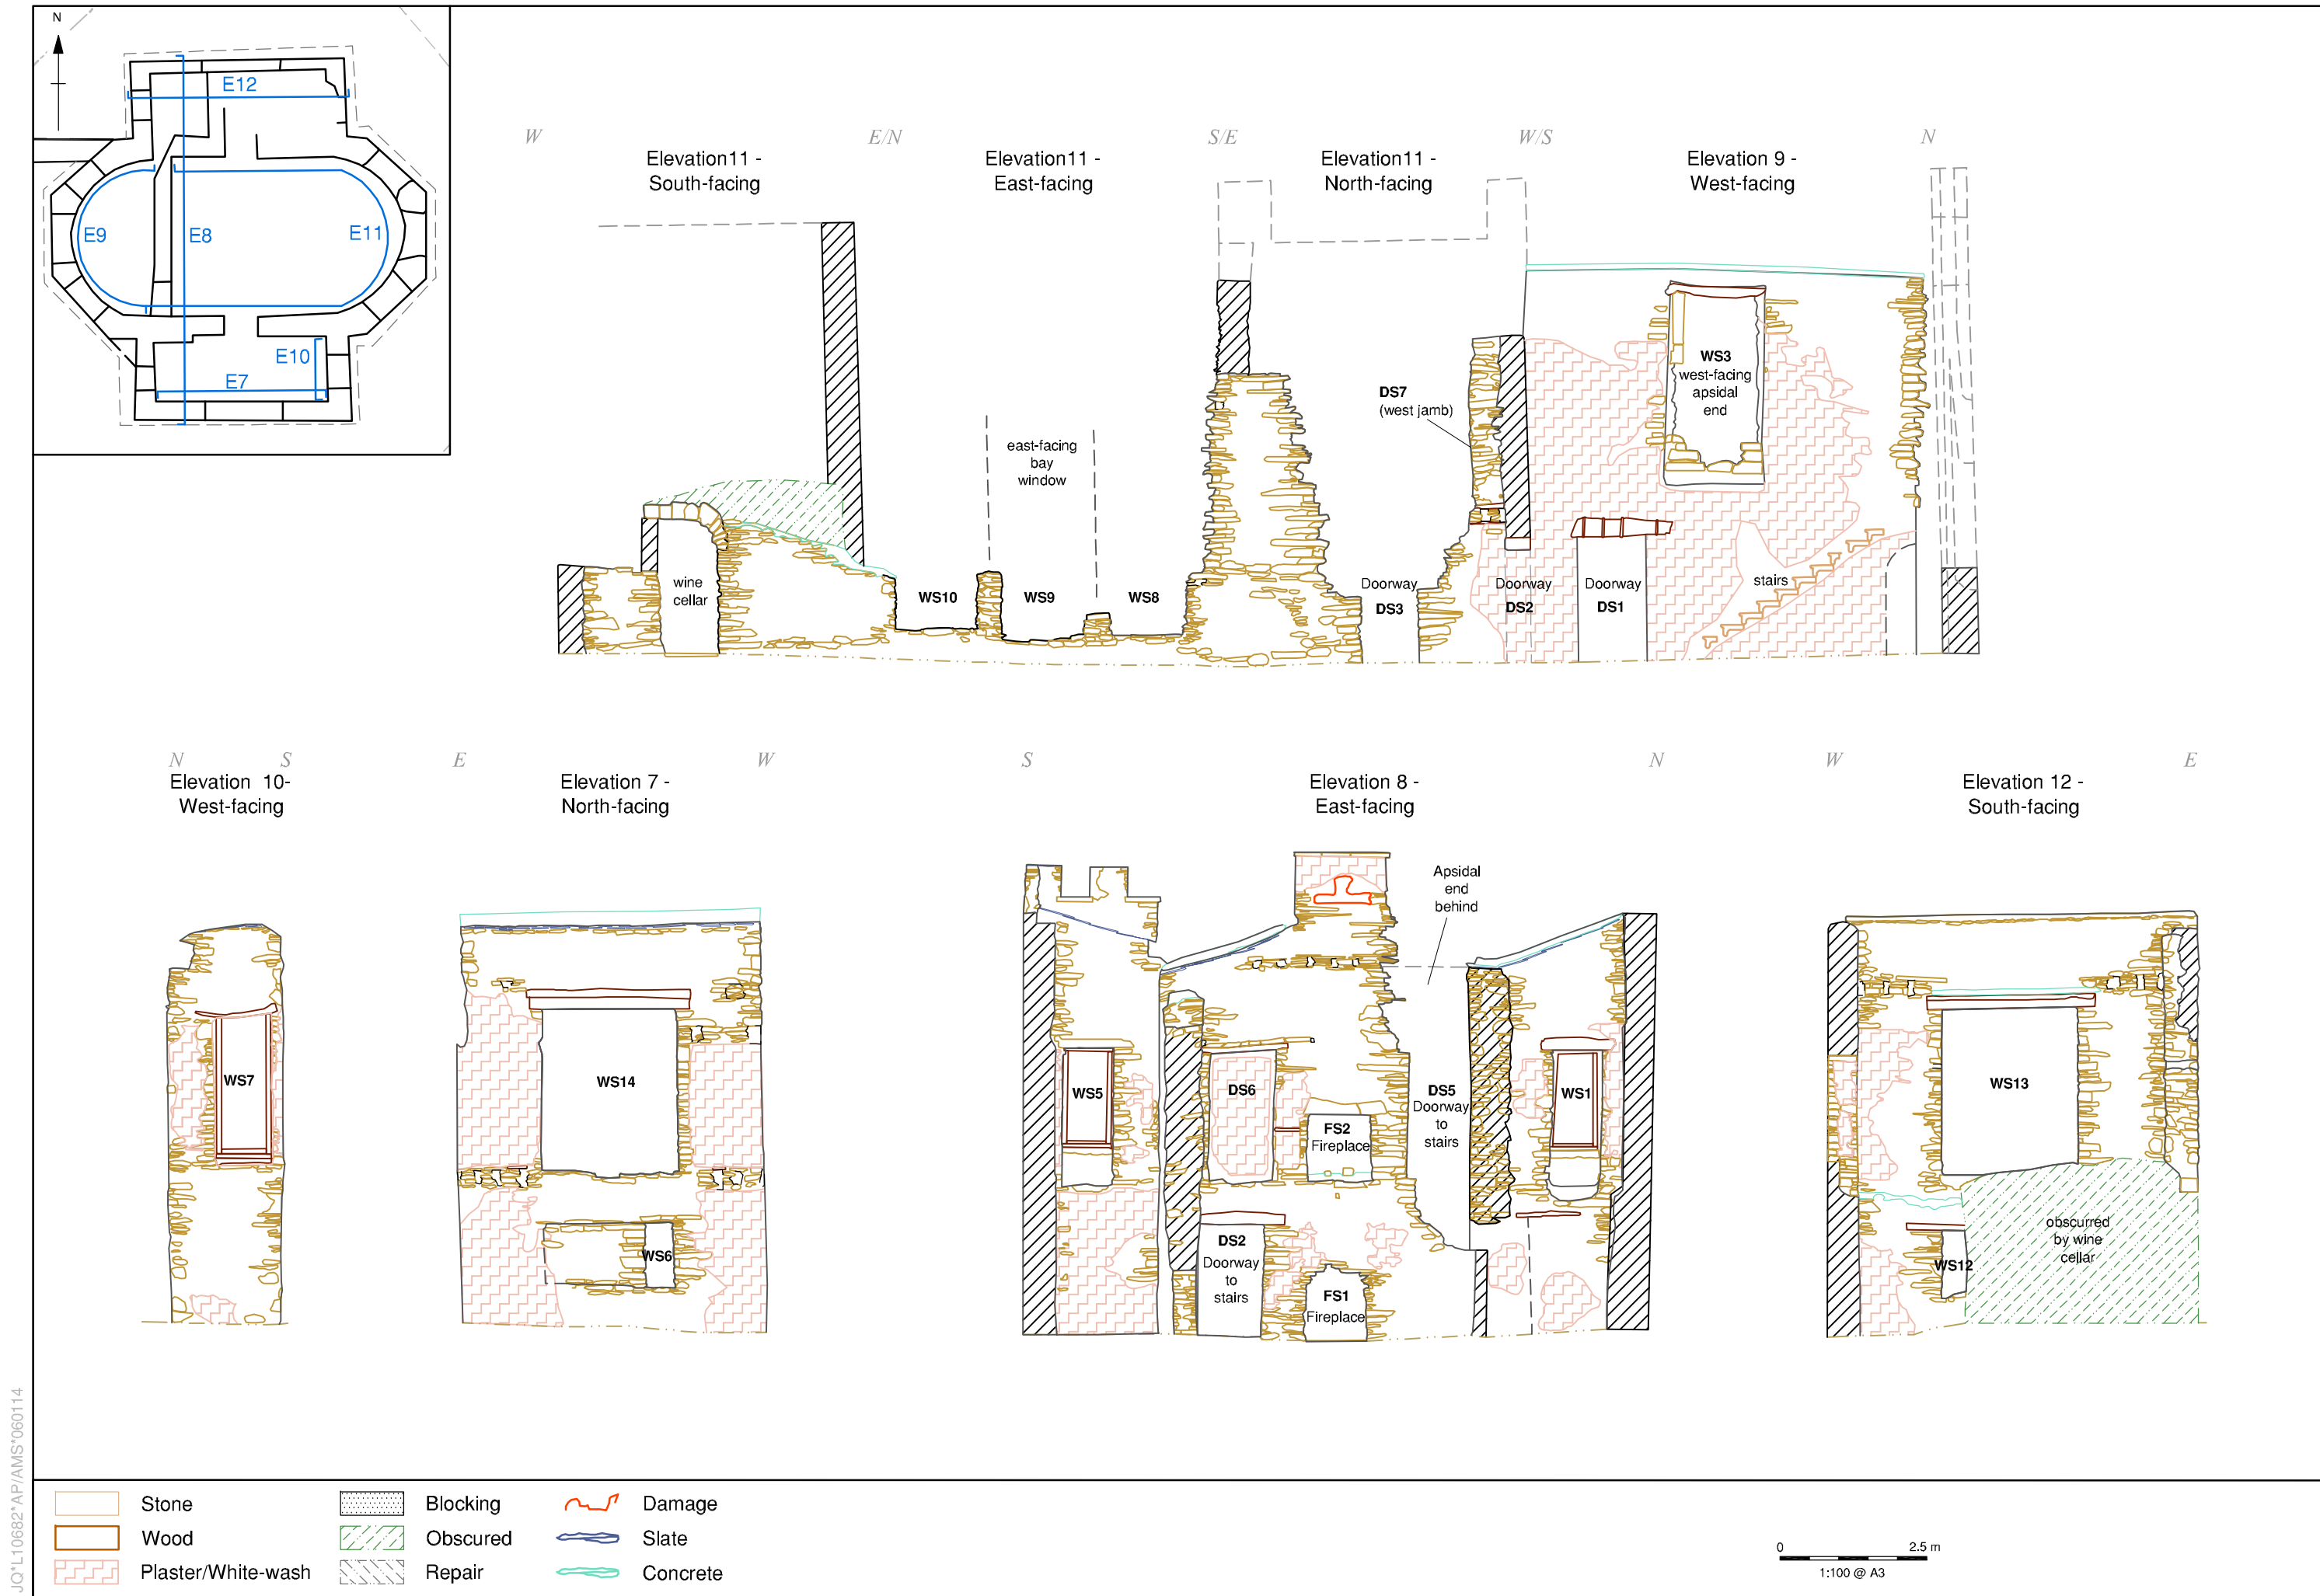 N
E12
E9
E8
E11
E10
E7
W
E/N
S/E
W/S
N
Elevation11 -
South-facing
Elevation11 -
East-facing
Elevation11 -
North-facing
Elevation 9 -
West-facing
WS3
west-facing
apsidal
end
DS7
(west jamb)
east-facing
bay
window
wine
cellar
WS10
WS9
WS8
Doorway
DS3
Doorway
DS2
Doorway
DS1
stairs
N
S
E
W
S
N
W
E
Elevation 10-
West-facing
Elevation 7 -
North-facing
Elevation 8 -
East-facing
Elevation 12 -
South-facing
Apsidal
end
behind
WS7
WS14
WS6
WS5
DS6
FS2
Fireplace
DS5
Doorway
to
stairs
WS1
DS2
Doorway
to
stairs
FS1
Fireplace
WS13
WS12
obscurred
by wine
cellar
Stone
Wood
Plaster/White-wash
Blocking
Obscured
Repair
Damage
Slate
Concrete
0
2.5 m
1:100 @ A3
JQ*L10682*AP/AMS*060114